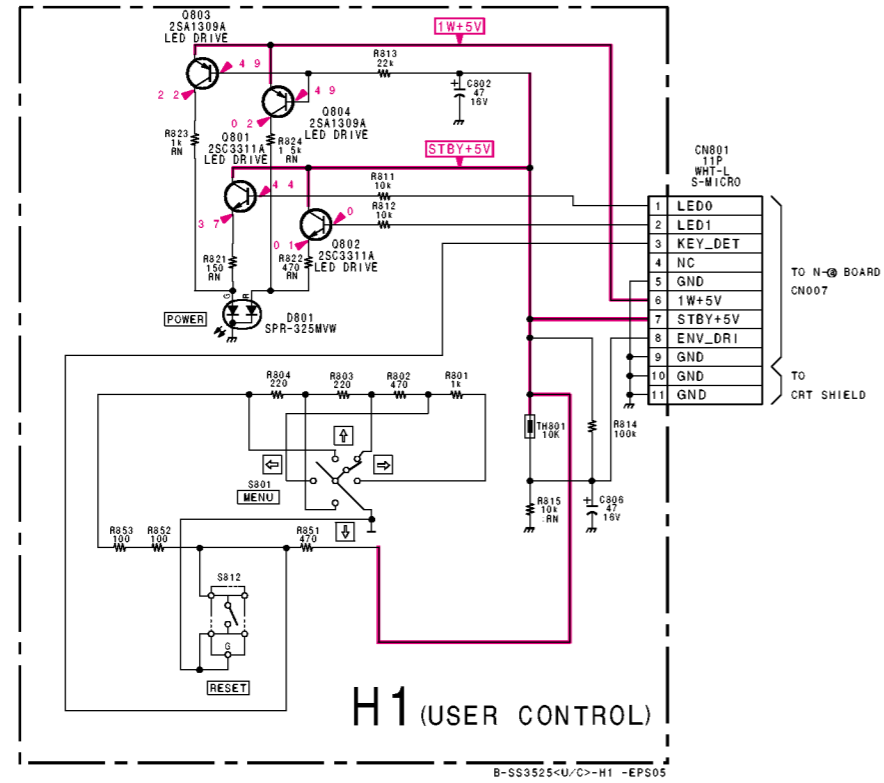 Q803
2SA1309A
LED DRIVE
1W+5V
4 9
2 2
R813
22k
C802
47
16V
4 9
0 2
Q804
2SA1309A
LED DRIVE
R823
1k
RN
Q801
2SC3311A
LED DRIVE
R824
1.5k
RN
STBY+5V
4 4
3 7
R811
10k
R812
10k
0
0 1
Q802
2SC3311A
LED DRIVE
R821
150
RN
R822
470
RN
G
R
POWER
D801
SPR-325MVW
CN801
11P
WHT-L
S-MICRO
1 LED0
2 LED1
3 KEY_DET
4 NC
5 GND
6 1W+5V
7 STBY+5V
8 ENV_DRI
9 GND
10 GND
11 GND
TO N-@ BOARD
CN007
TO
CRT SHIELD
R804
220
R803
220
R802
470
R801
1k
S801
MENU
TH801
10K
R814
100k
R815
10k
:RN
C806
47
16V
R853
100
R852
100
R851
470
S812
G
RESET
H1 (USER CONTROL)
B-SS3525<U/C>-H1 -EPS05